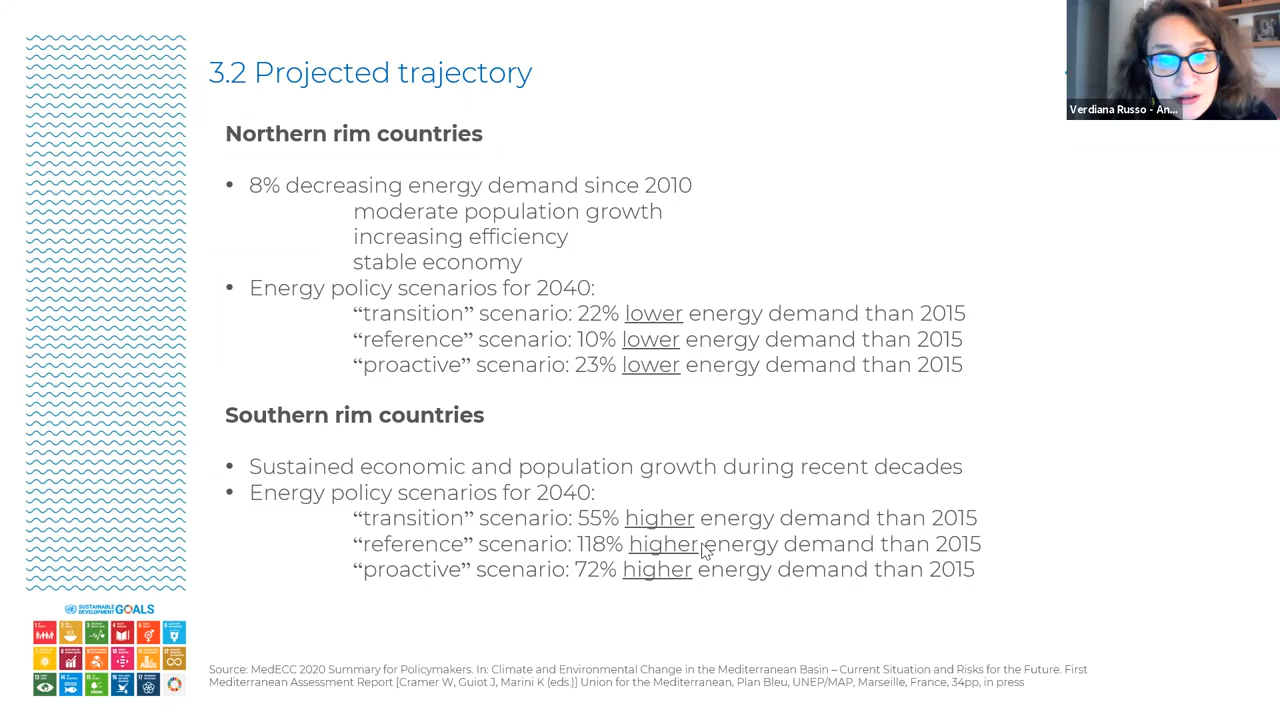 3.2 Projected trajectory
Verdiana Russo - An...
Northern rim countries
• 8% decreasing energy demand since 2010
moderate population growth
increasing efficiency
stable economy
• Energy policy scenarios for 2040:
“transition” scenario: 22% lower energy demand than 2015
“reference” scenario: 10% lower energy demand than 2015
“proactive” scenario: 23% lower energy demand than 2015
Southern rim countries
• Sustained economic and population growth during recent decades
• Energy policy scenarios for 2040:
“transition” scenario: 55% higher energy demand than 2015
“reference” scenario: 118% higher energy demand than 2015
“proactive” scenario: 72% higher energy demand than 2015
SUSTAINABLE DEVELOPMENT GOALS
Source: MedECC 2020 Summary for Policymakers. In: Climate and Environmental Change in the Mediterranean Basin – Current Situation and Risks for the Future. First
Mediterranean Assessment Report [Cramer W, Guiot J, Marini K (eds.)] Union for the Mediterranean, Plan Bleu, UNEP/MAP, Marseille, France, 34pp, in press